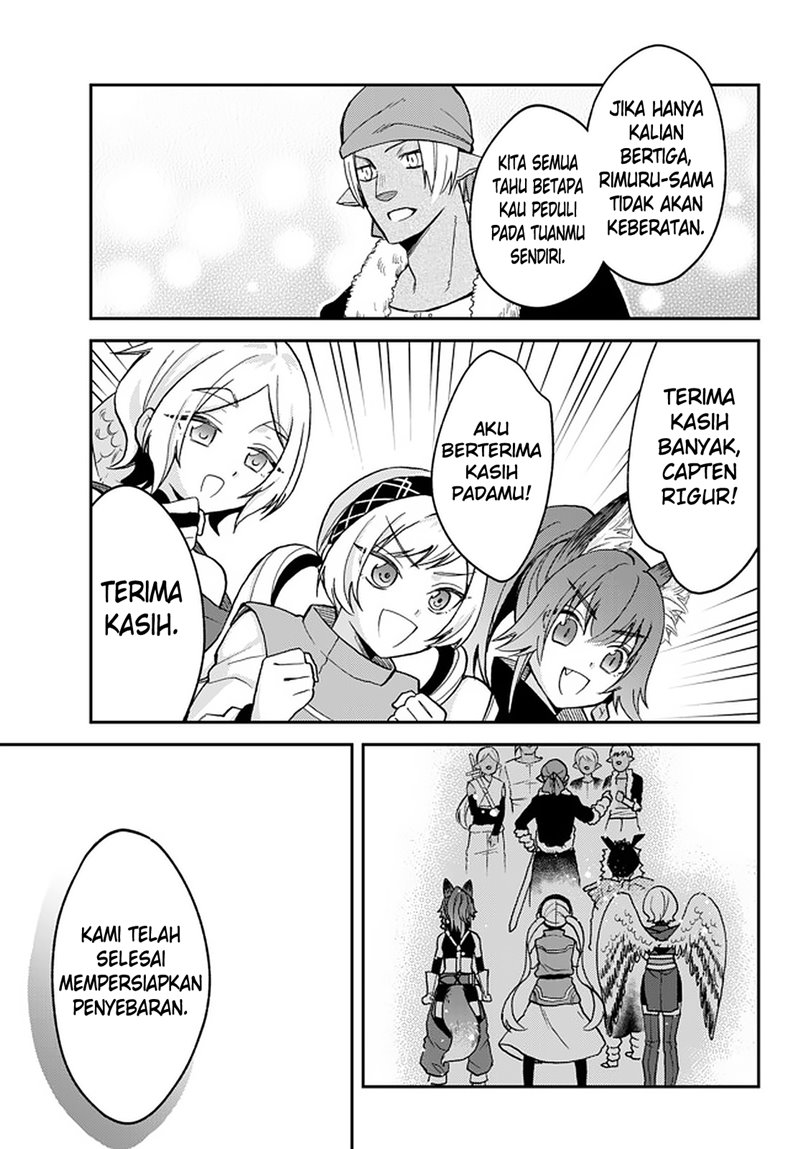 JIKA HANYA
KALIAN
BERTIGA,
RIMURU-SAMA
TIDAK AKAN
KEBERATAN.
KITA SEMUA
TAHU BETAPA
KAU PEDULI
PADA TUANMU
SENDIRI.
TERIMA
KASIH
BANYAK,
CAPTEN
RIGUR!
AKU
BERTERIMA
KASIH
PADAMU!
TERIMA
KASIH.
KAMI TELAH
SELESAI
MEMPERSIAPKAN
PENYEBARAN.